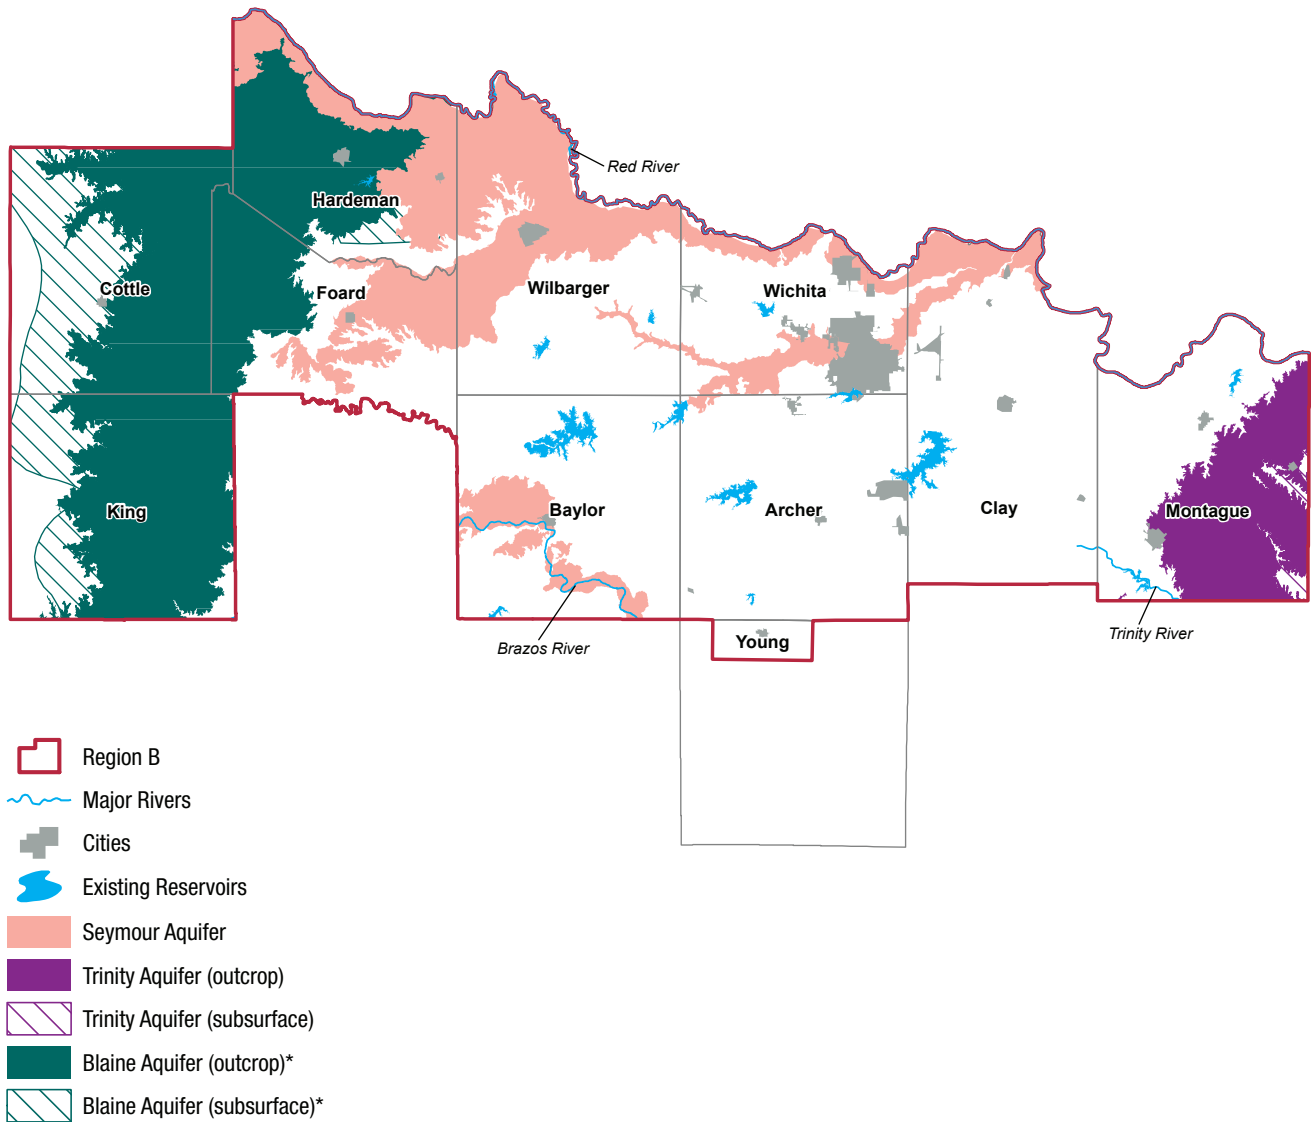 Red River
Hardeman
Cottle
Foard
Wilbarger
Wichita
King
Baylor
Archer
Clay
Montague
Brazos River
Young
Trinity River
Region B
Major Rivers
Cities
Existing Reservoirs
Seymour Aquifer
Trinity Aquifer (outcrop)
Trinity Aquifer (subsurface)
Blaine Aquifer (outcrop)*
Blaine Aquifer (subsurface)*